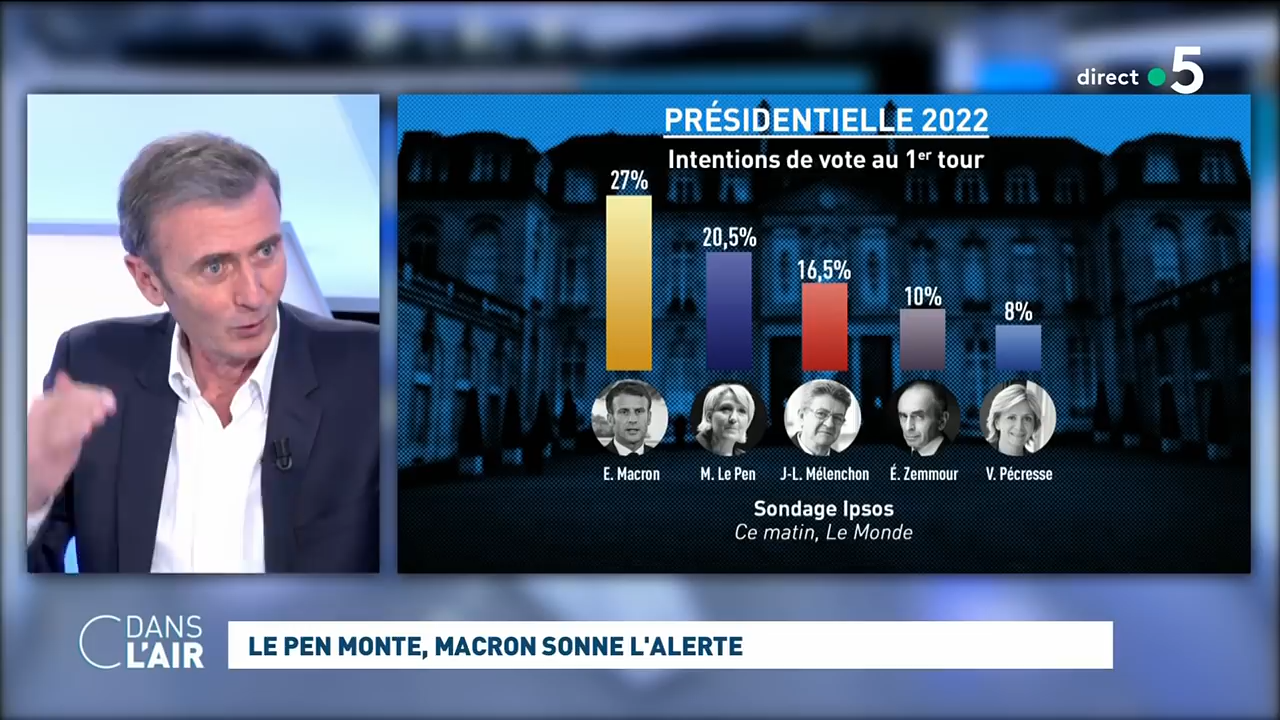 direct 5
PRÉSIDENTIELLE 2022
Intentions de vote au 1er tour
27%
20,5%
16,5%
10%
8%
E. Macron
M. Le Pen
J-L. Mélenchon
É. Zemmour
V. Pécresse
Sondage Ipsos
Ce matin, Le Monde
C DANS L'AIR
LE PEN MONTE, MACRON SONNE L'ALERTE